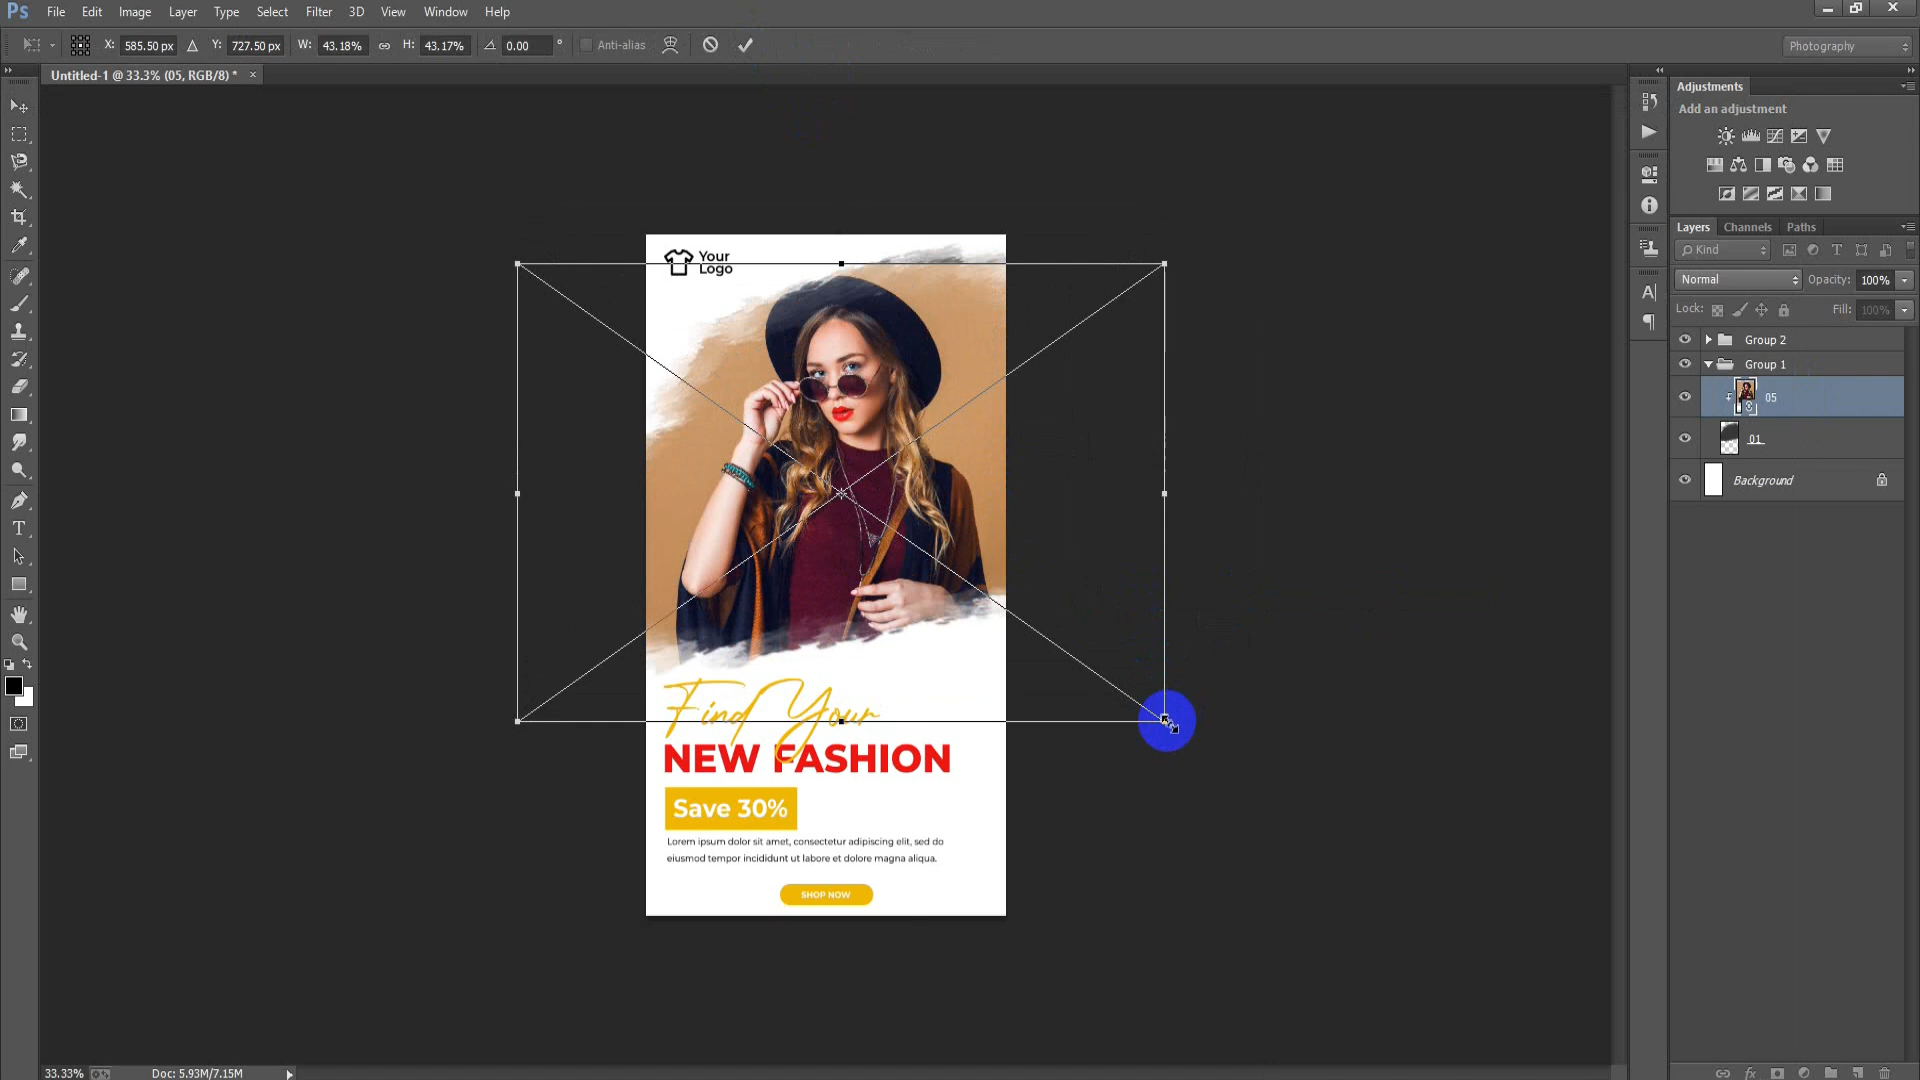 Ps File Edit Image Layer Type Select Filter 3D View Window Help
X: 585.50 px Y: 727.50 px W: 43.18% H: 43.17% 0.00 ° Anti-alias Photography
Untitled-1 @ 33.3% (05, RGB/8) * ×
Adjustments
Add an adjustment
Layers Channels Paths
Kind
Normal Opacity: 100%
Lock: Fill: 100%
Group 2
Group 1
05
01
Background
Your
Logo
Find Your
NEW FASHION
Save 30%
Lorem ipsum dolor sit amet, consectetur adipiscing elit, sed do
eiusmod tempor incididunt ut labore et dolore magna aliqua.
SHOP NOW
33.33% Doc: 5.93M/7.15M